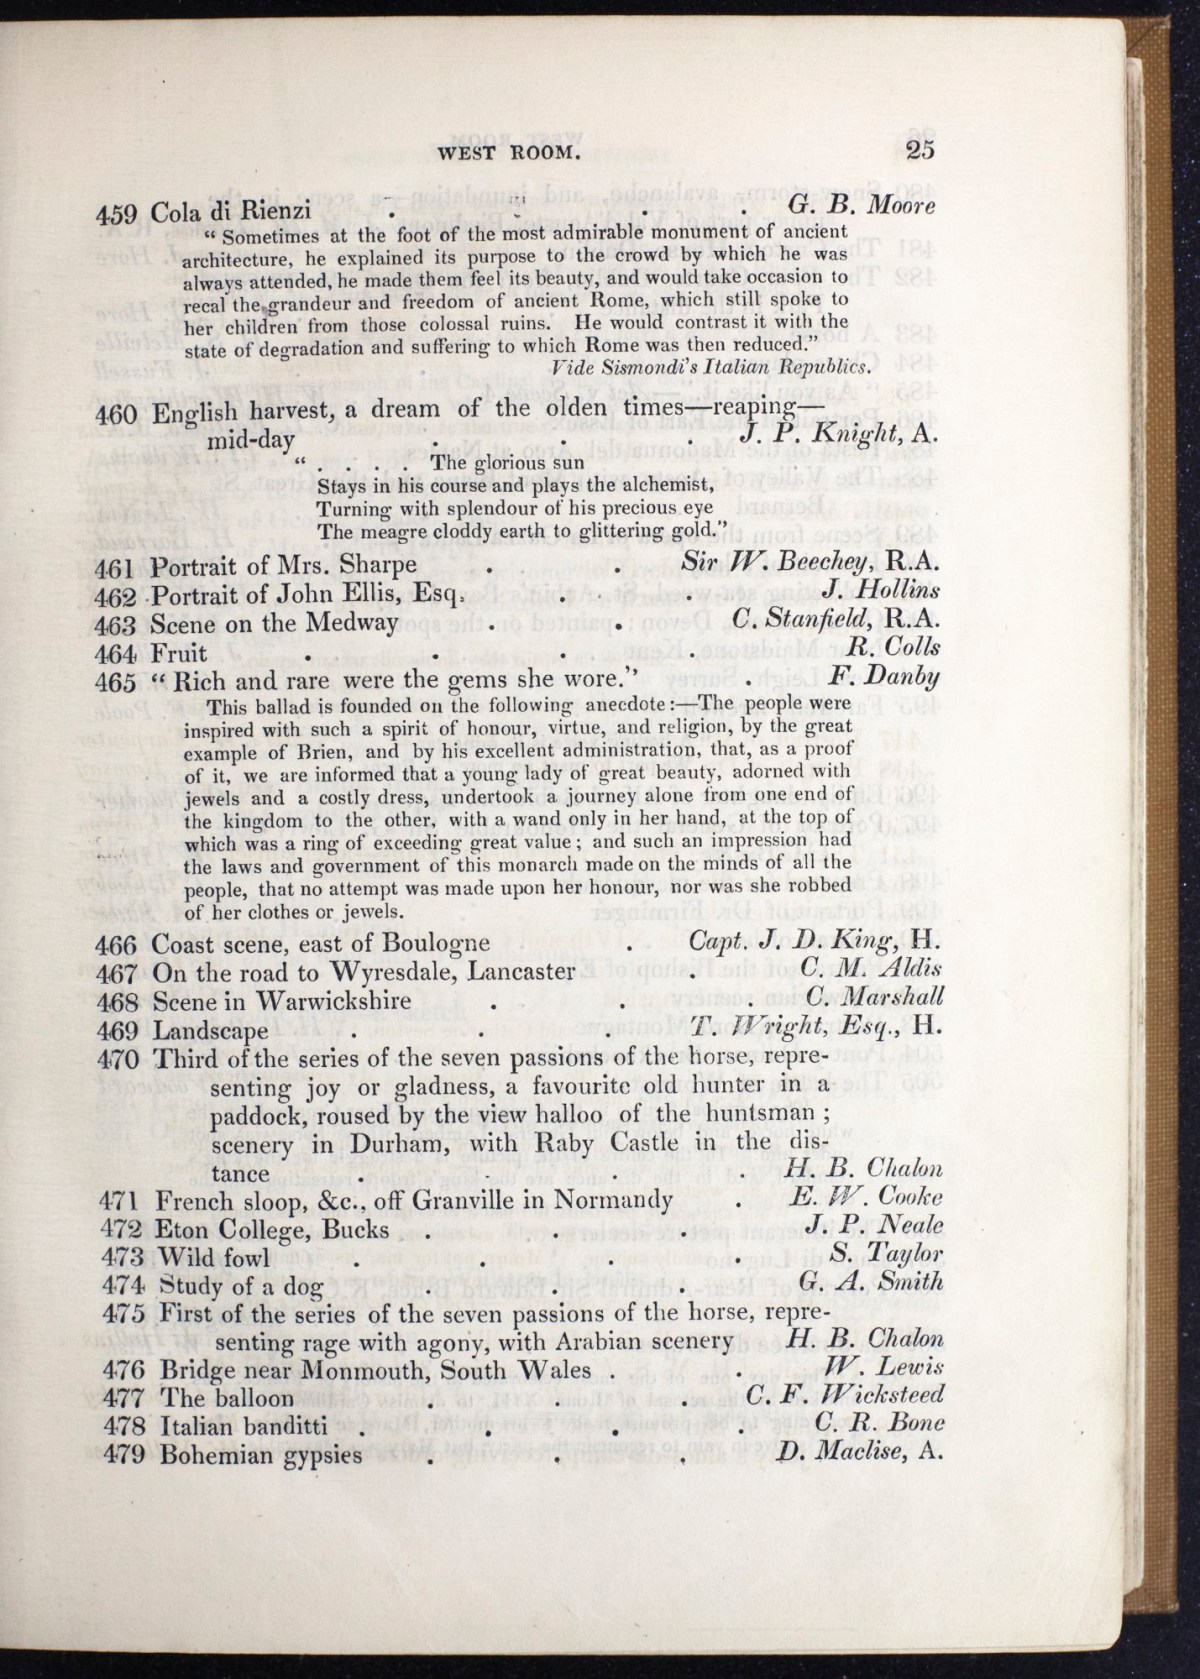 WEST ROOM. 25
459 Cola di Rienzi . . . . G. B. Moore
“Sometimes at the foot of the most admirable monument of ancient
architecture, he explained its purpose to the crowd by which he was
always attended, he made them feel its beauty, and would take occasion to
recal the grandeur and freedom of ancient Rome, which still spoke to
her children from those colossal ruins. He would contrast it with the
state of degradation and suffering to which Rome was then reduced.”
Vide Sismondi's Italian Republics.
460 English harvest, a dream of the olden times—reaping—
mid-day . . . J. P. Knight, A.
“ . . . . The glorious sun
Stays in his course and plays the alchemist,
Turning with splendour of his precious eye
The meagre cloddy earth to glittering gold.”
461 Portrait of Mrs. Sharpe . . Sir W. Beechey, R.A.
462 Portrait of John Ellis, Esq. . . J. Hollins
463 Scene on the Medway . . C. Stanfield, R.A.
464 Fruit . . . . R. Colls
465 “Rich and rare were the gems she wore.” . F. Danby
This ballad is founded on the following anecdote:—The people were
inspired with such a spirit of honour, virtue, and religion, by the great
example of Brien, and by his excellent administration, that, as a proof
of it, we are informed that a young lady of great beauty, adorned with
jewels and a costly dress, undertook a journey alone from one end of
the kingdom to the other, with a wand only in her hand, at the top of
which was a ring of exceeding great value; and such an impression had
the laws and government of this monarch made on the minds of all the
people, that no attempt was made upon her honour, nor was she robbed
of her clothes or jewels.
466 Coast scene, east of Boulogne . Capt. J. D. King, H.
467 On the road to Wyresdale, Lancaster . C. M. Aldis
468 Scene in Warwickshire . . . C. Marshall
469 Landscape . . . T. Wright, Esq., H.
470 Third of the series of the seven passions of the horse, repre-
senting joy or gladness, a favourite old hunter in a
paddock, roused by the view halloo of the huntsman;
scenery in Durham, with Raby Castle in the dis-
tance . . . . H. B. Chalon
471 French sloop, &c., off Granville in Normandy . E. W. Cooke
472 Eton College, Bucks . . . J. P. Neale
473 Wild fowl . . . . S. Taylor
474 Study of a dog . . . G. A. Smith
475 First of the series of the seven passions of the horse, repre-
senting rage with agony, with Arabian scenery H. B. Chalon
476 Bridge near Monmouth, South Wales . . W. Lewis
477 The balloon . . . C. F. Wicksteed
478 Italian banditti . . . . C. R. Bone
479 Bohemian gypsies . . . D. Maclise, A.